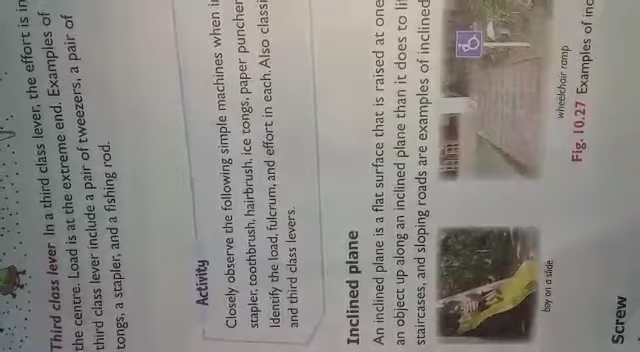 Third class lever In a third class lever, the effort is in
the centre. Load is at the extreme end. Examples of
third class lever include a pair of tweezers, a pair of
tongs, a stapler, and a fishing rod.
Activity
Closely observe the following simple machines when
stapler, toothbrush, hairbrush, ice tongs, paper puncher
Identify the load, fulcrum, and effort in each. Also
and third class levers.
Inclined plane
An inclined plane is a flat surface that is raised at one
an object up along an inclined plane than it does to
staircases, and sloping roads are examples of inclined
boy on a slide
wheelchair ramp
Fig. 10.27 Examples of
Screw